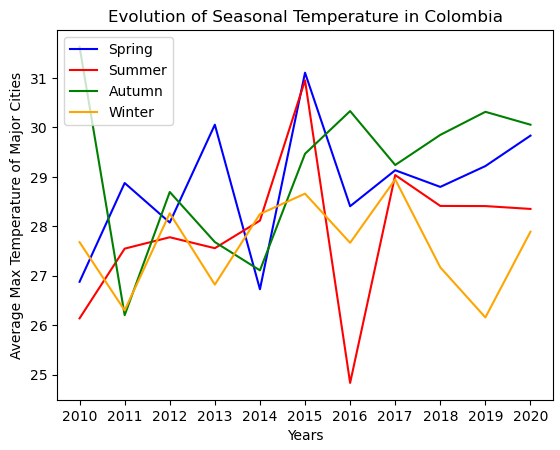 Evolution of Seasonal Temperature in Colombia
Spring
Summer
Autumn
Winter
Average Max Temperature of Major Cities
31
30
29
28
27
26
25
2010 2011 2012 2013 2014 2015 2016 2017 2018 2019 2020
Years